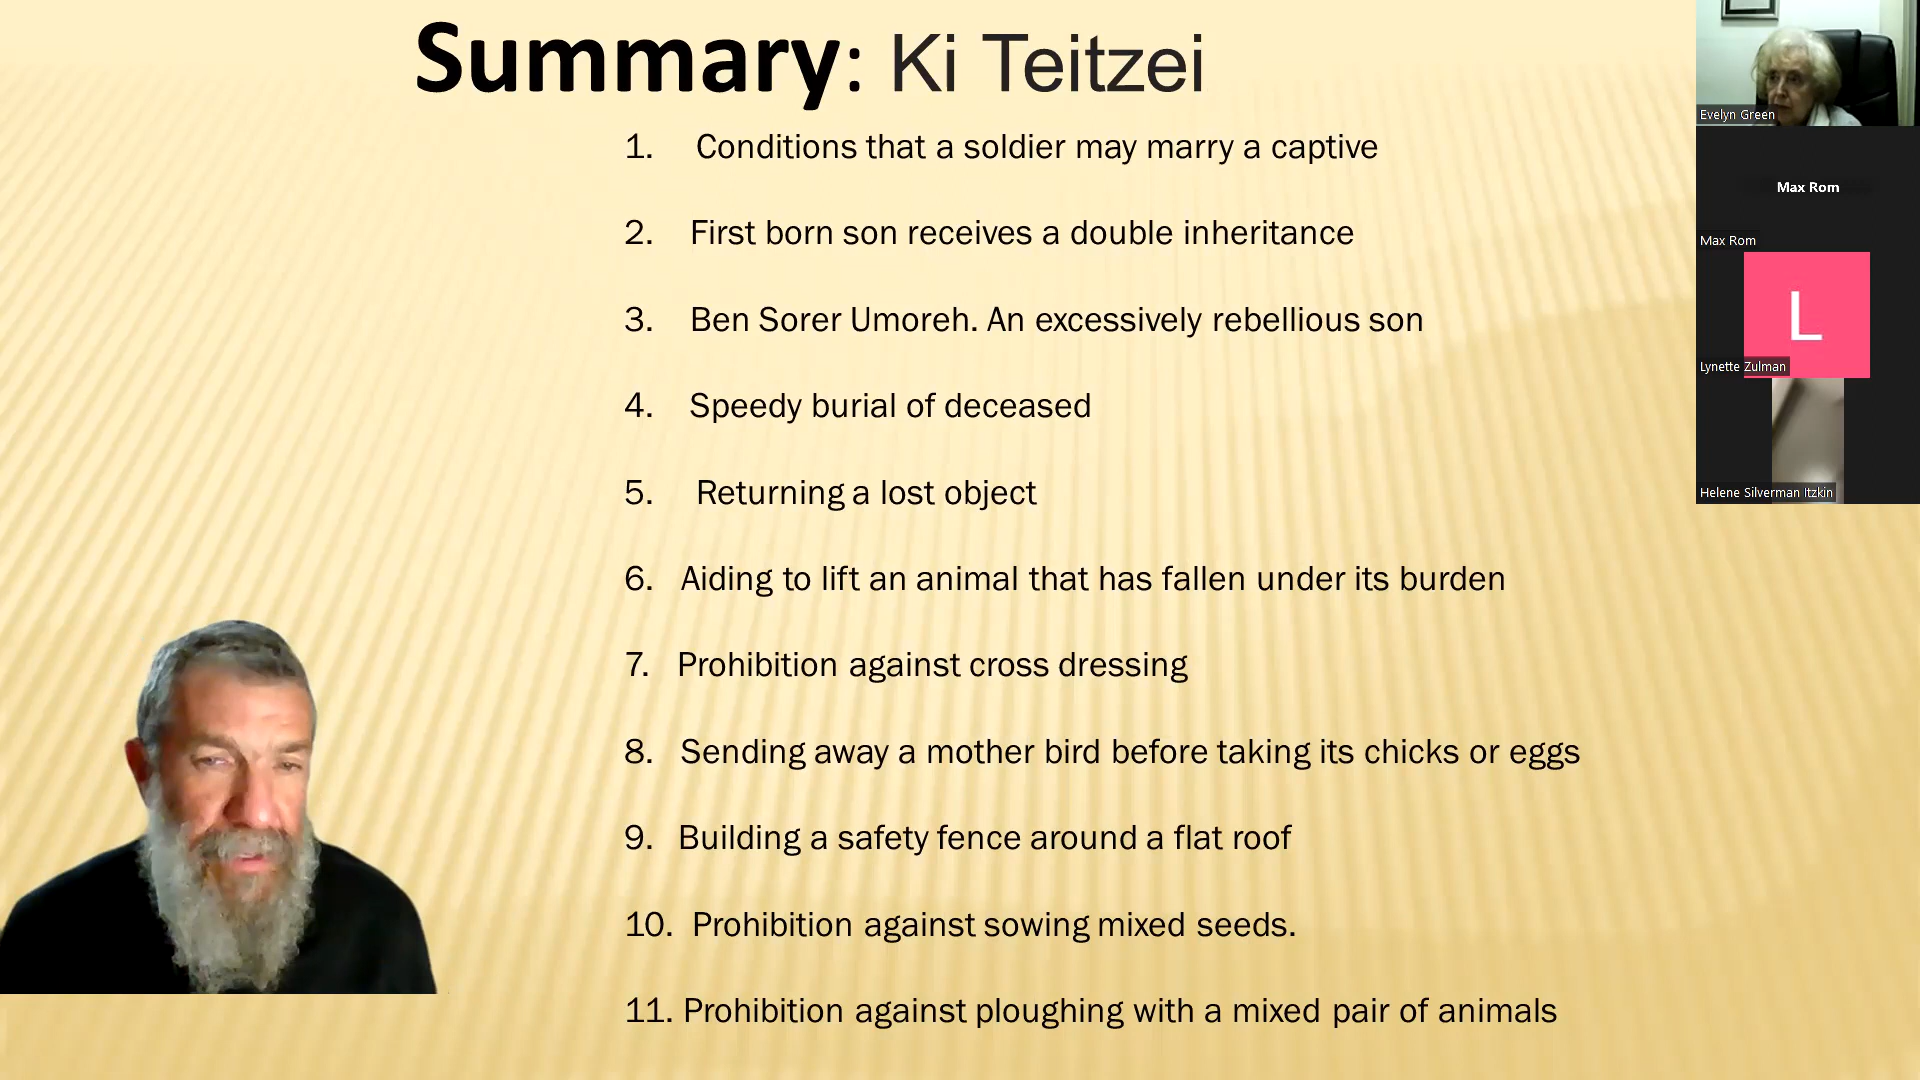 Summary: Ki Teitzei
1. Conditions that a soldier may marry a captive
2. First born son receives a double inheritance
3. Ben Sorer Umoreh. An excessively rebellious son
4. Speedy burial of deceased
5. Returning a lost object
6. Aiding to lift an animal that has fallen under its burden
7. Prohibition against cross dressing
8. Sending away a mother bird before taking its chicks or eggs
9. Building a safety fence around a flat roof
10. Prohibition against sowing mixed seeds.
11. Prohibition against ploughing with a mixed pair of animals
Evelyn Green
Max Rom
Max Rom
L
Lynette Zulman
Helene Silverman Itzkin